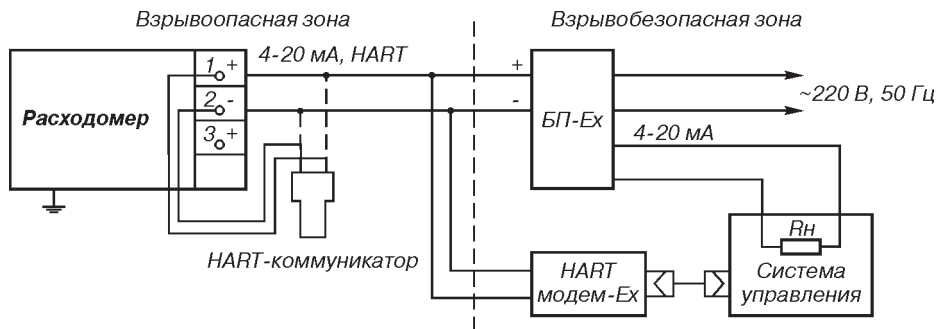 Взрывоопасная зона
Взрывобезопасная зона
4-20 мА, HART
1 +
2 -
3 +
Расходомер
+
-
БП-Ex
~220 В, 50 Гц
4-20 мА
HART-коммуникатор
HART
модем-Ex
Rн
Система
управления